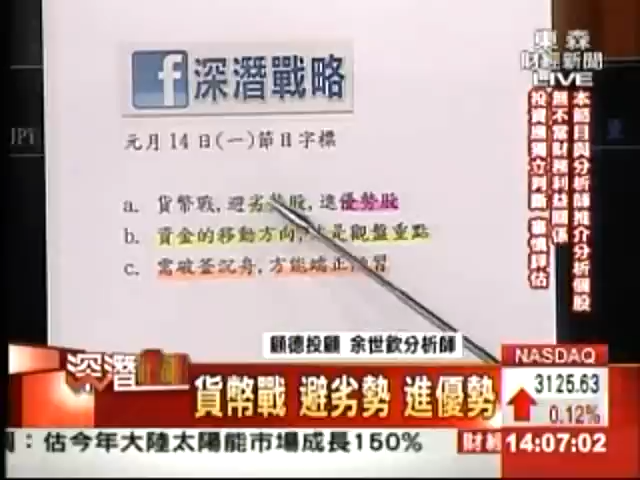 東森
財經新聞
LIVE
深潛戰略
元月14日(一)節目字標
a. 貨幣戰,避劣勢股,進優勢股
b. 資金的移動方向,才是觀盤重點
c. 需破釜沉舟,方能端正
本節目與分析師推介分析個股
無不當財務利益關係
投資應獨立判斷 審慎評估
JPY
顧德投顧 余世欽分析師
深潛
貨幣戰 避劣勢 進優勢
NASDAQ
3125.63
0.12%
:估今年大陸太陽能市場成長150%
財經
14:07:02